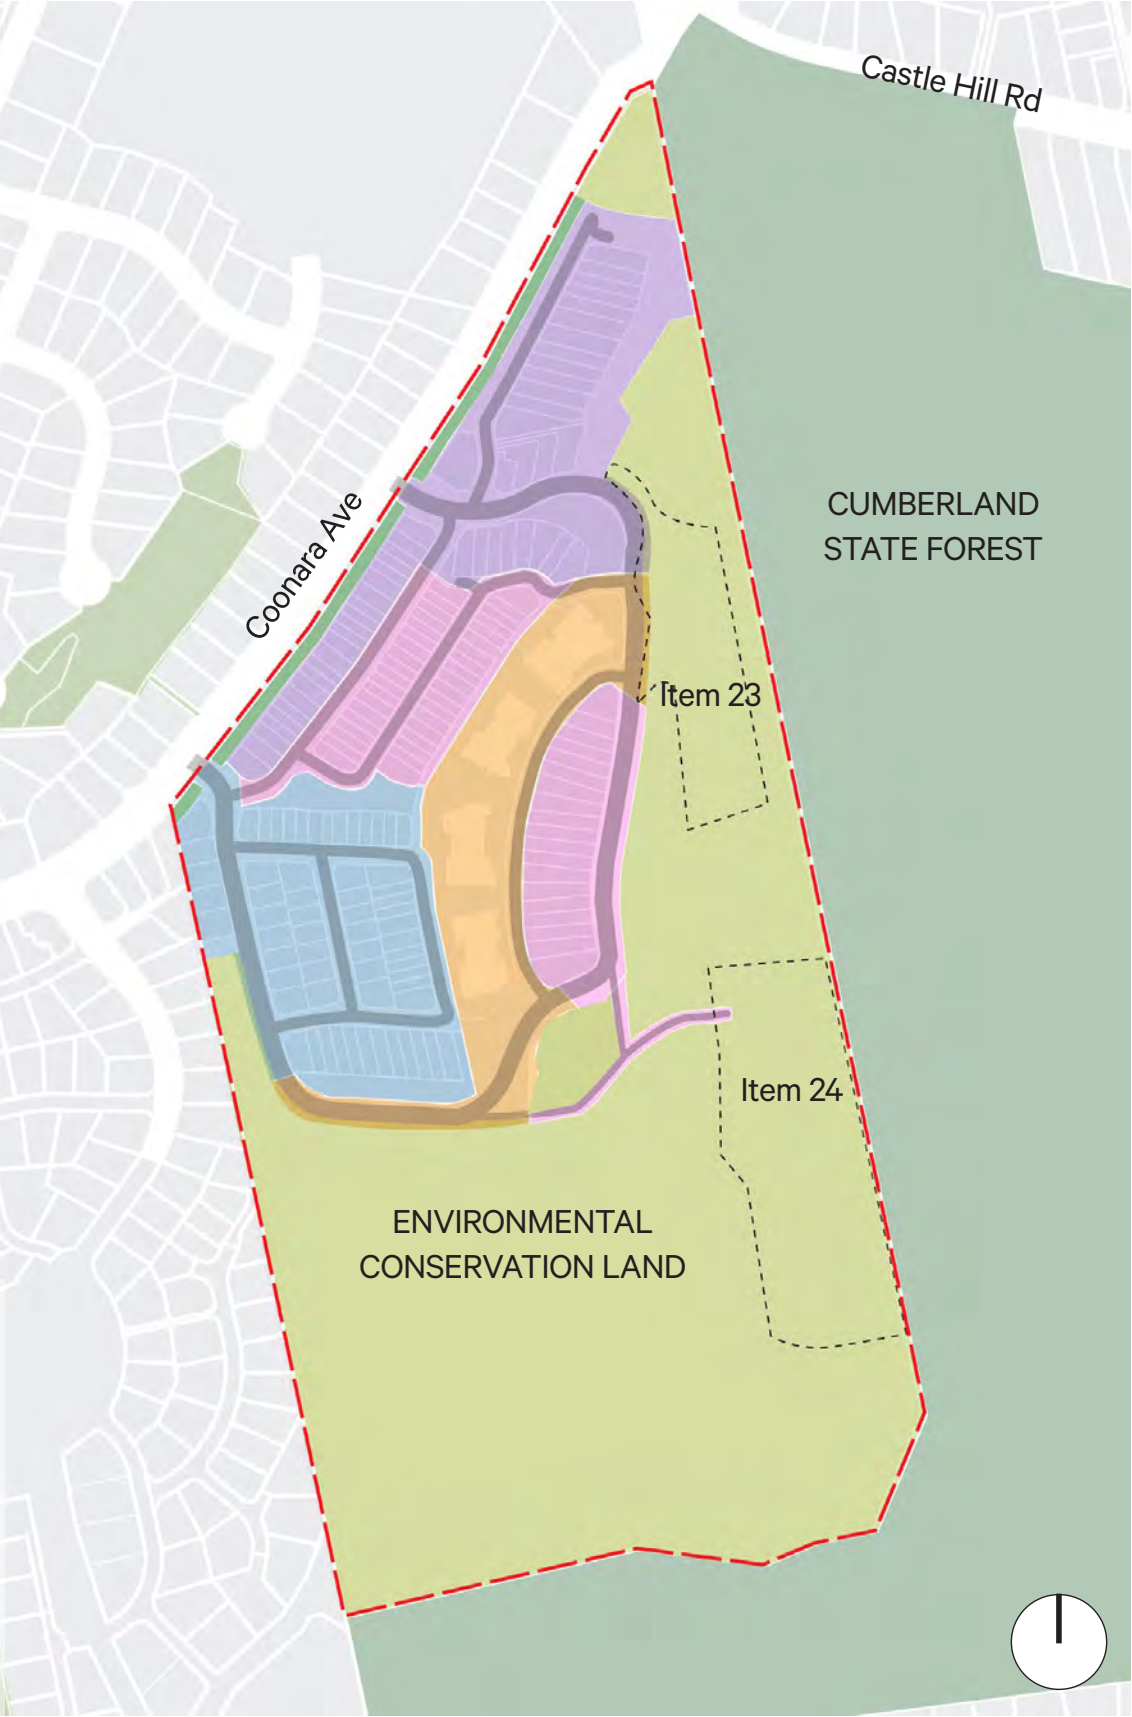 Castle Hill Rd
CUMBERLAND
STATE FOREST
Coonara Ave
Item 23
Item 24
ENVIRONMENTAL
CONSERVATION LAND